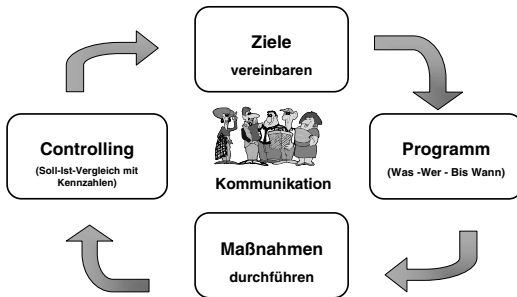 Ziele
vereinbaren
Controlling
(Soll-Ist-Vergleich mit
Kennzahlen)
Kommunikation
Programm
(Was -Wer - Bis Wann)
Maßnahmen
durchführen